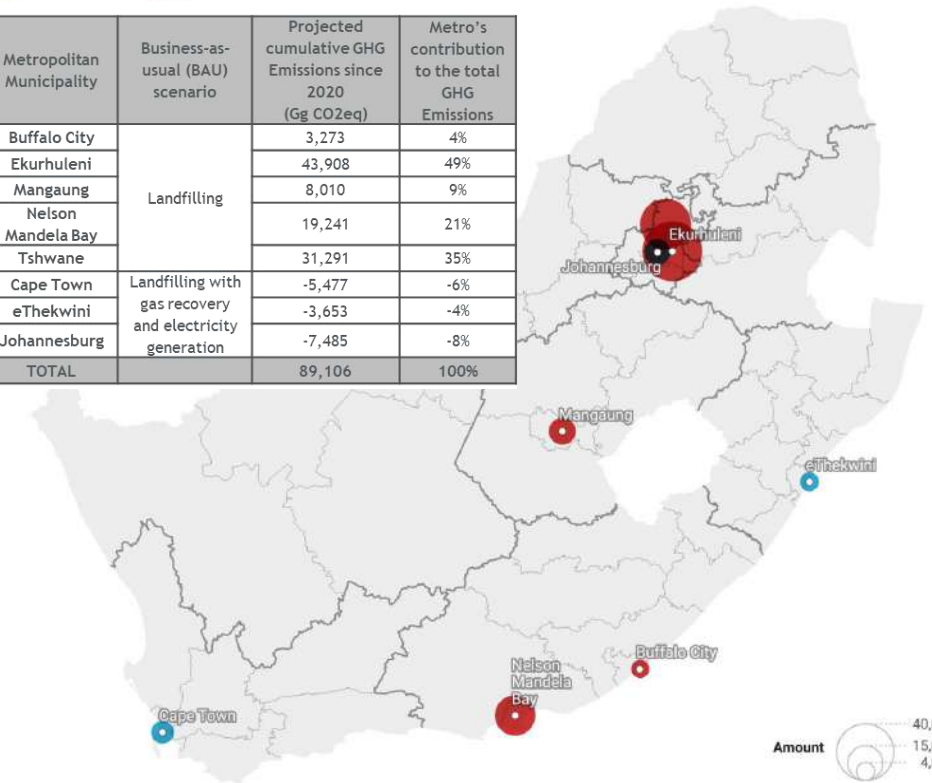 Metropolitan Municipality
Business-as-usual (BAU) scenario
Projected cumulative GHG Emissions since 2020 (Gg CO2eq)
Metro's contribution to the total GHG Emissions
Buffalo City 3,273 4%
Ekurhuleni 43,908 49%
Mangaung 8,010 9%
Landfilling
Nelson Mandela Bay 19,241 21%
Tshwane 31,291 35%
Cape Town -5,477 -6%
Landfilling with gas recovery and electricity generation
eThekwini -3,653 -4%
Johannesburg -7,485 -8%
TOTAL 89,106 100%
Ekurhuleni
Johannesburg
Mangaung
eThekwini
Buffalo City
Nelson
Mandela
Bay
Cape Town
Amount
40,
15,
4,